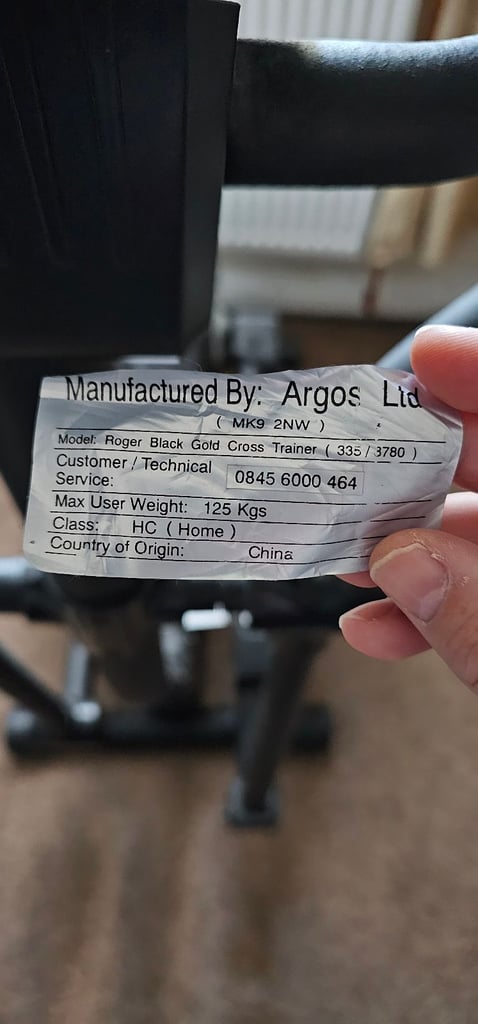 Manufactured By: Argos Ltd
( MK9 2NW )
Model: Roger Black Gold Cross Trainer ( 335 / 3780 )
Customer / Technical
Service: 0845 6000 464
Max User Weight: 125 Kgs
Class: HC ( Home )
Country of Origin: China